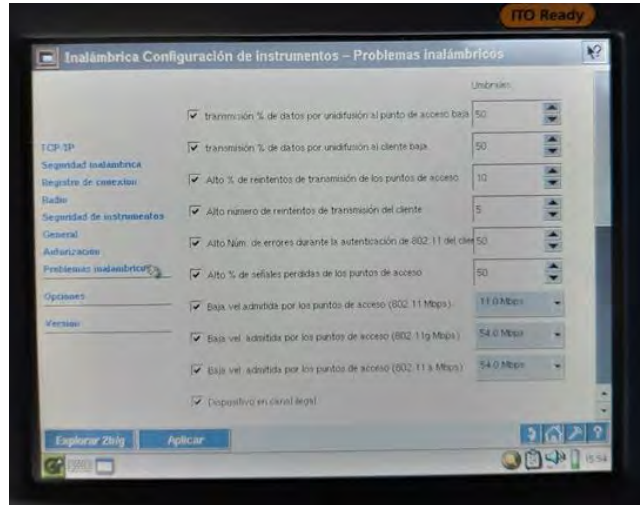 ITO Ready
Inalámbrica Configuración de instrumentos – Problemas inalámbricos
Umbrales
transmisión % de datos por unidifusión al punto de acceso baja 50
transmisión % de datos por unidifusión al cliente baja 50
TCP/IP
Seguridad inalámbrica
Alto % de reintentos de transmisión de los puntos de acceso 10
Registro de conexión
Radio
Alto número de reintentos de transmisión del cliente 5
Seguridad de instrumentos
General
Alto Núm. de errores durante la autenticación de 802.11 del clien 50
Autorización
Problemas inalámbricos
Alto % de señales perdidas de los puntos de acceso 50
Opciones
Baja vel admitida por los puntos de acceso (802.11 Mbps) 11.0 Mbps
Versión
Baja vel. admitida por los puntos de acceso (802.11g Mbps) 54.0 Mbps
Baja vel. admitida por los puntos de acceso (802.11 a Mbps) 54.0 Mbps
Dispositivo en canal ilegal
Explorar 2b/g Aplicar
15:54